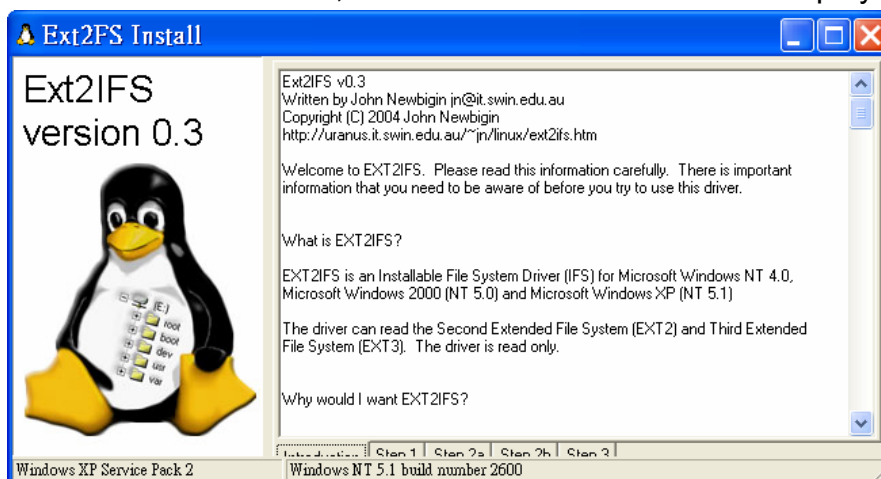 Ext2FS Install
Ext2IFS
version 0.3
(E:)
root
boot
dev
usr
var
Ext2IFS v0.3
Written by John Newbigin jn@it.swin.edu.au
Copyright (C) 2004 John Newbigin
http://uranus.it.swin.edu.au/~jn/linux/ext2ifs.htm
Welcome to EXT2IFS. Please read this information carefully. There is important
information that you need to be aware of before you try to use this driver.
What is EXT2IFS?
EXT2IFS is an Installable File System Driver (IFS) for Microsoft Windows NT 4.0,
Microsoft Windows 2000 (NT 5.0) and Microsoft Windows XP (NT 5.1)
The driver can read the Second Extended File System (EXT2) and Third Extended
File System (EXT3). The driver is read only.
Why would I want EXT2IFS?
Introduction Step 1 Step 2a Step 2b Step 3
Windows XP Service Pack 2
Windows NT 5.1 build number 2600